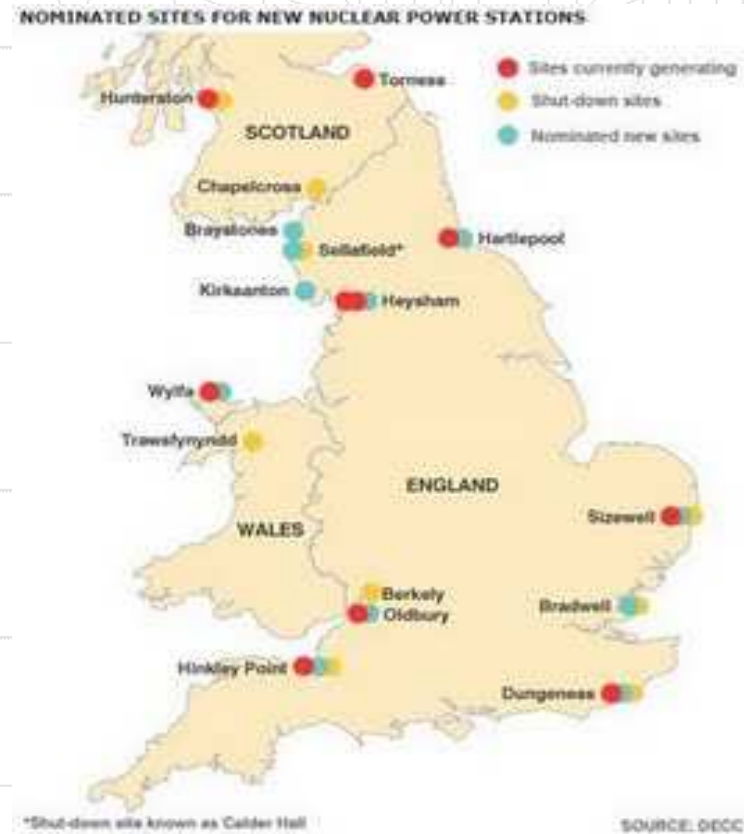 NOMINATED SITES FOR NEW NUCLEAR POWER STATIONS
Sites currently generating
Shut-down sites
Nominated new sites
Torness
Hunterston
SCOTLAND
Chapelcross
Braystones
Sellafield*
Hartlepool
Kirksanton
Heysham
Wylfa
Trawsfynyndd
ENGLAND
Sizewell
WALES
Berkely
Oldbury
Bradwell
Hinkley Point
Dungeness
*Shut-down site known as Calder Hall
SOURCE: DECC